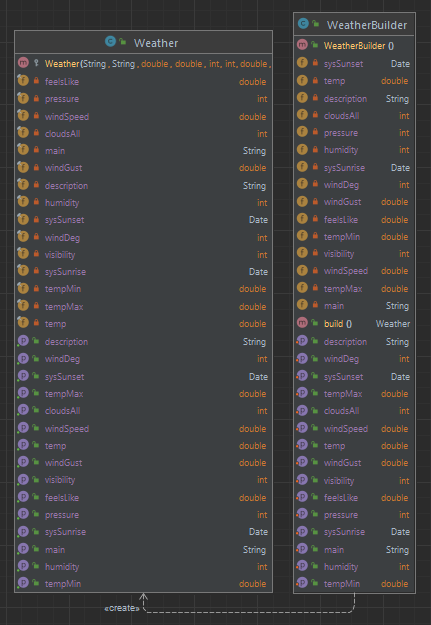 Weather
Weather(String, String, double, double, int, int, double,
feelsLike double
pressure int
windSpeed double
cloudsAll int
main String
windGust double
description String
humidity int
sysSunset Date
windDeg int
visibility int
sysSunrise Date
tempMin double
tempMax double
temp double
description String
windDeg int
sysSunset Date
tempMax double
cloudsAll int
windSpeed double
temp double
windGust double
visibility int
feelsLike double
pressure int
sysSunrise Date
main String
humidity int
tempMin double
WeatherBuilder
WeatherBuilder ()
sysSunset Date
temp double
description String
cloudsAll int
pressure int
humidity int
sysSunrise Date
windDeg int
windGust double
feelsLike double
tempMin double
visibility int
windSpeed double
tempMax double
main String
build () Weather
description String
windDeg int
sysSunset Date
tempMax double
cloudsAll int
windSpeed double
temp double
windGust double
visibility int
feelsLike double
pressure int
sysSunrise Date
main String
humidity int
tempMin double
«create»